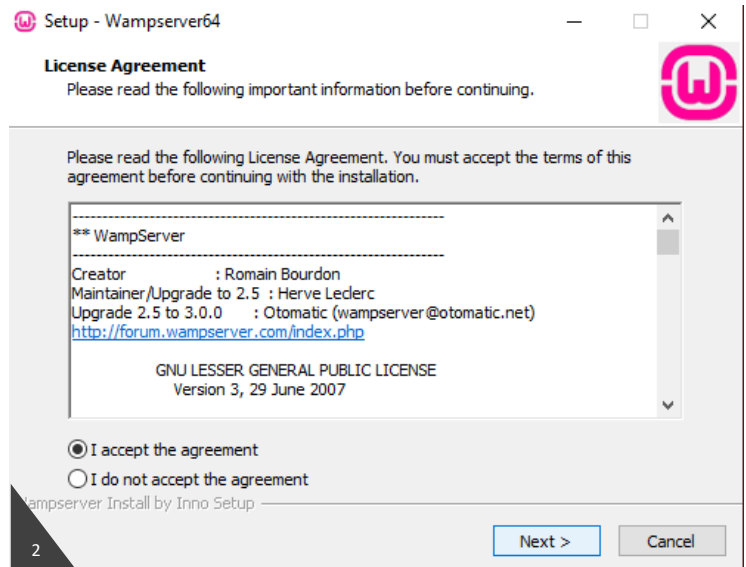 Setup - Wampserver64
License Agreement
Please read the following important information before continuing.
Please read the following License Agreement. You must accept the terms of this
agreement before continuing with the installation.
----------------------------------------------------------------
** WampServer
----------------------------------------------------------------
Creator : Romain Bourdon
Maintainer/Upgrade to 2.5 : Herve Leclerc
Upgrade 2.5 to 3.0.0 : Otomatic (wampserver@otomatic.net)
http://forum.wampserver.com/index.php
GNU LESSER GENERAL PUBLIC LICENSE
Version 3, 29 June 2007
I accept the agreement
I do not accept the agreement
ampserver Install by Inno Setup
Next >
Cancel
2